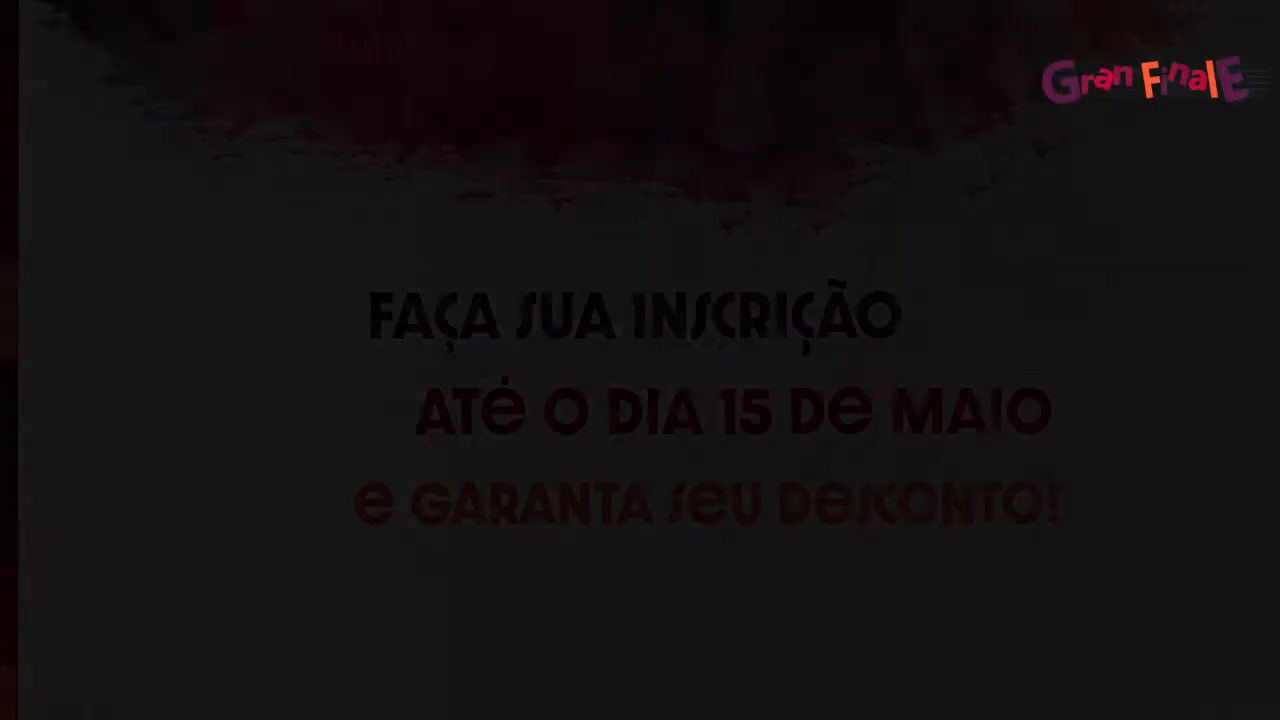 Gran FinalE
FAÇA SUA INSCRIÇÃO
ATÉ O DIA 15 DE MAIO
E GARANTA SEU DESCONTO!